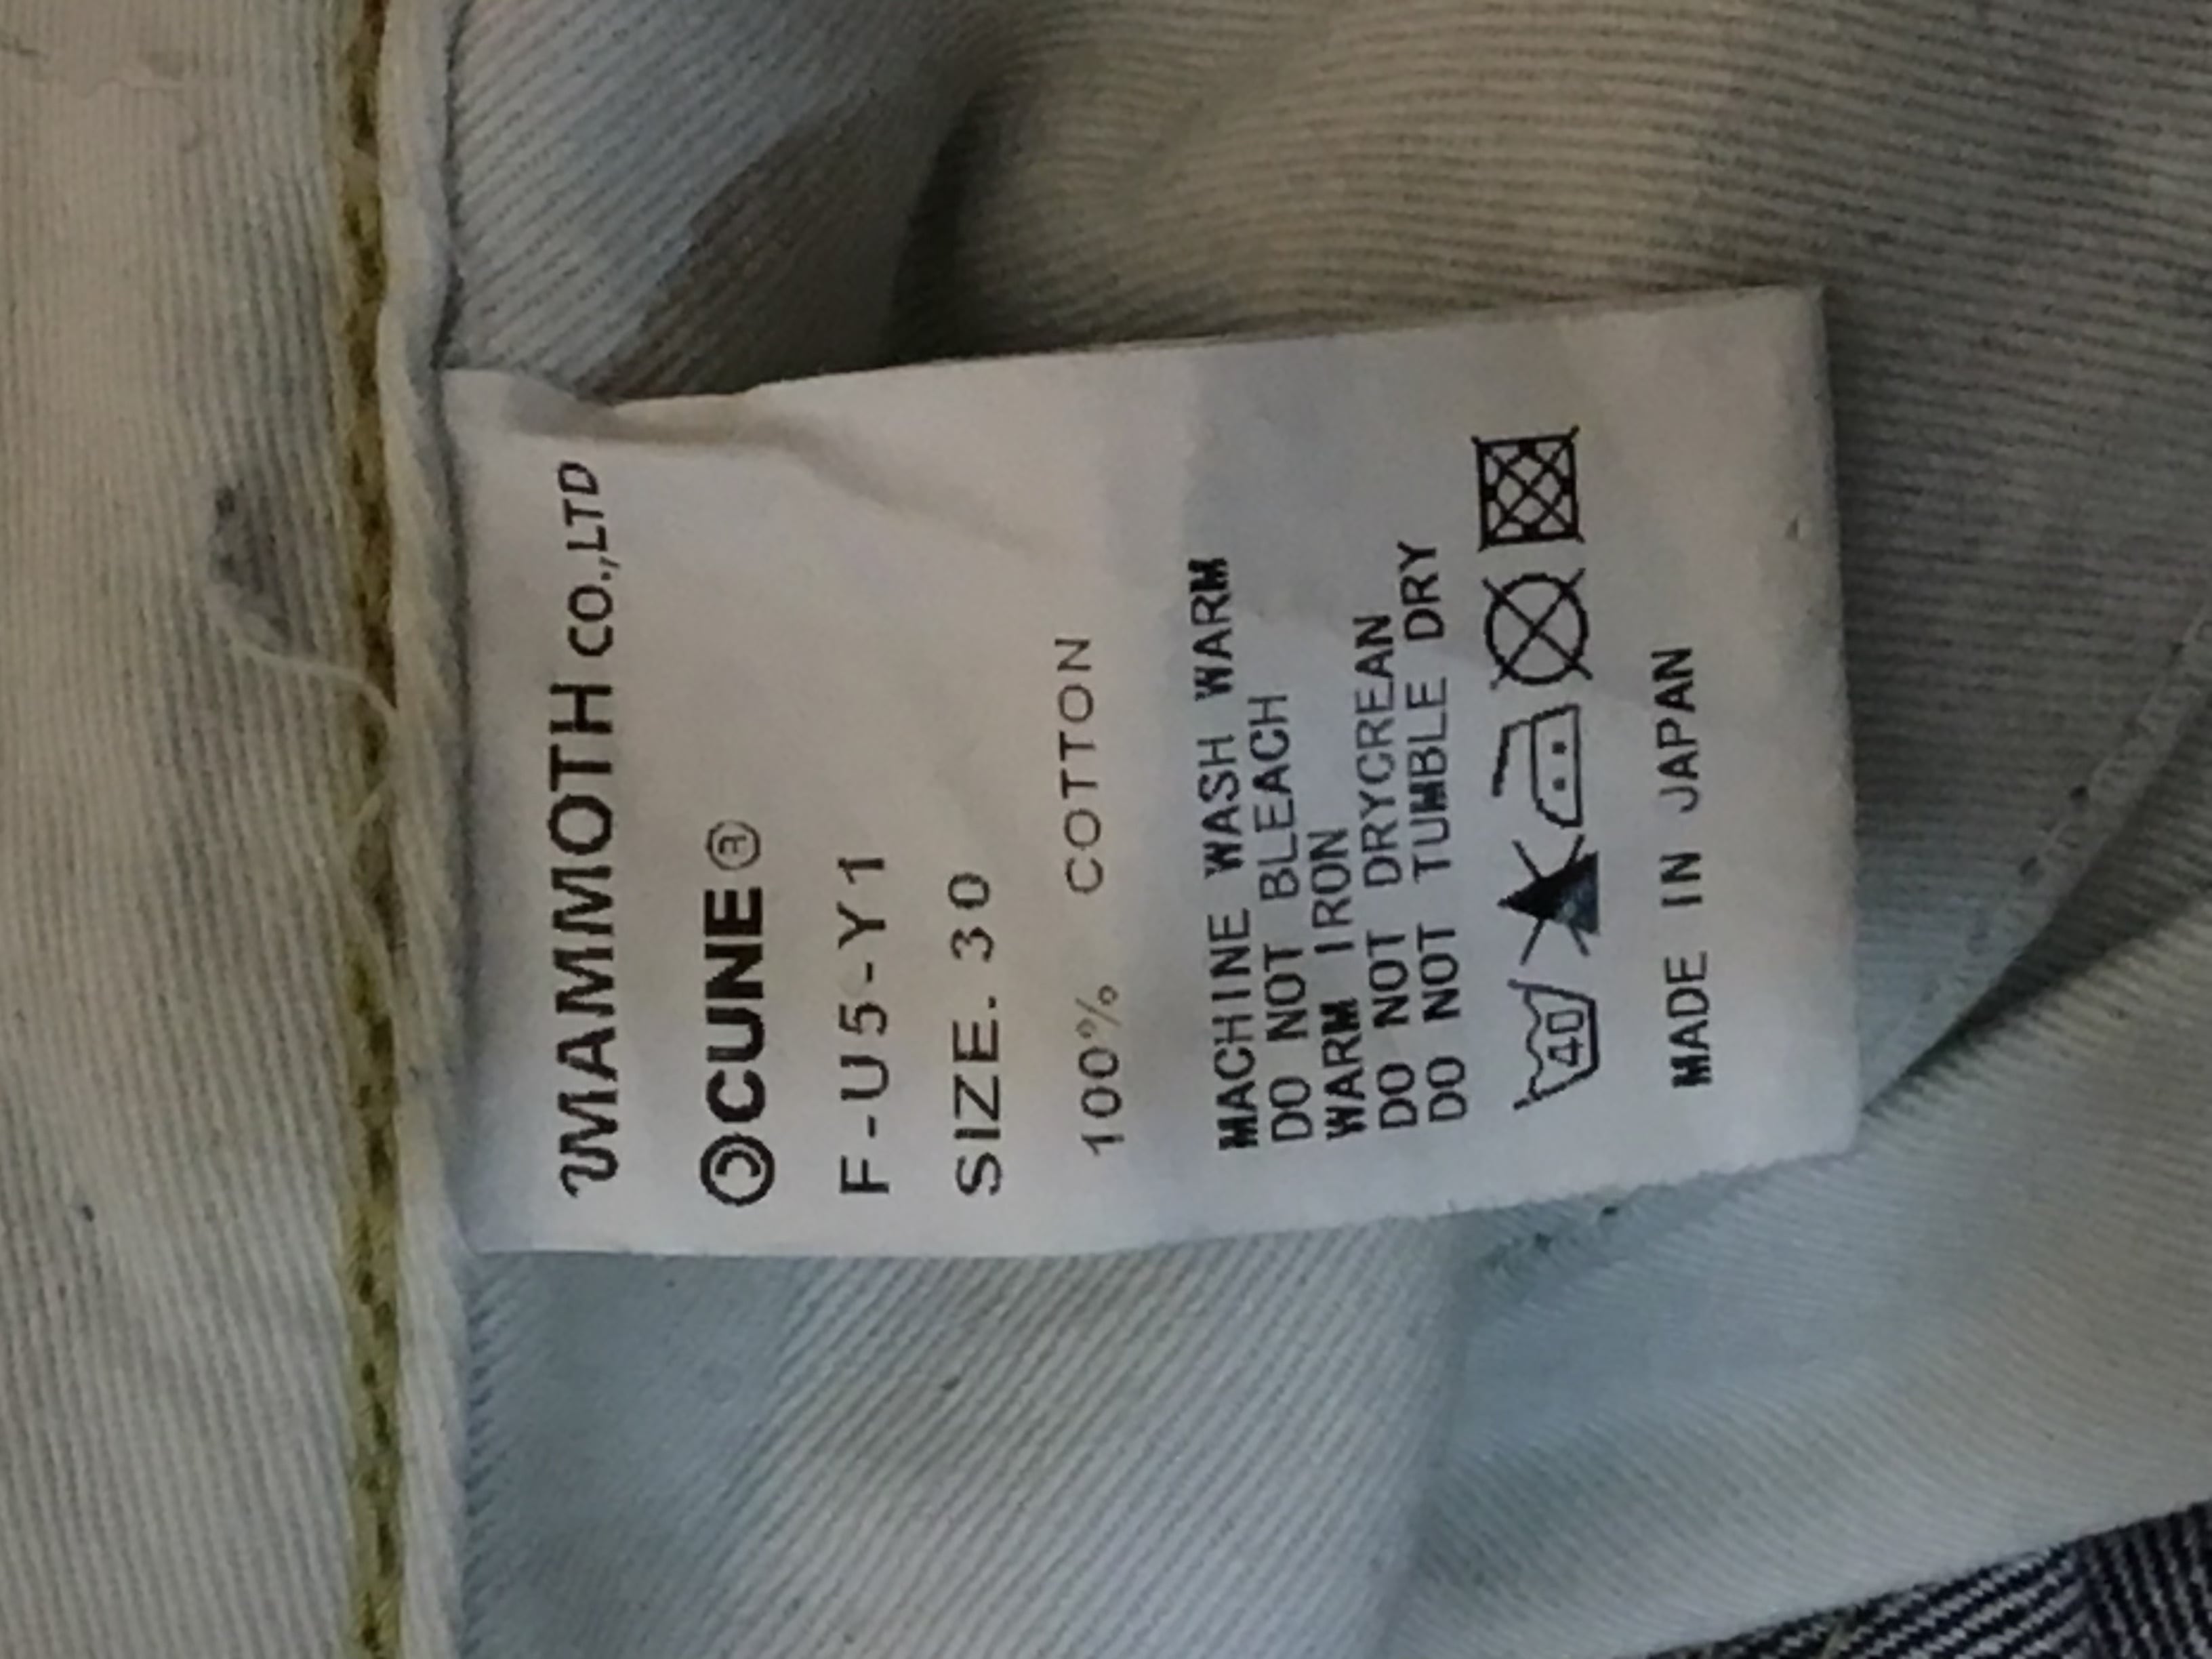 MAMMOTH CO.,LTD
CUNE®
F-U5-Y1
SIZE. 30
100% COTTON
MACHINE WASH WARM
DO NOT BLEACH
WARM IRON
DO NOT DRYCREAN
DO NOT TUMBLE DRY
40
MADE IN JAPAN